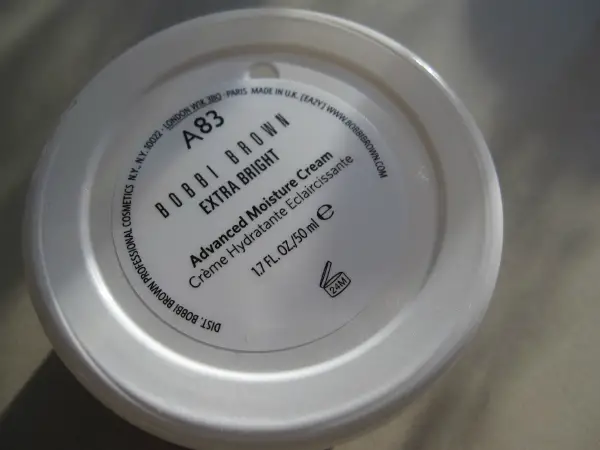 DIST. BOBBI BROWN PROFESSIONAL COSMETICS N.Y., N.Y. 10022 · LONDON W1K 3BQ · PARIS MADE IN U.K. [EAZY] WWW.BOBBIBROWN.COM
A83
BOBBI BROWN
EXTRA BRIGHT
Advanced Moisture Cream
Crème Hydratante Eclaircissante
1.7 FL. OZ./50 ml ℮
24M